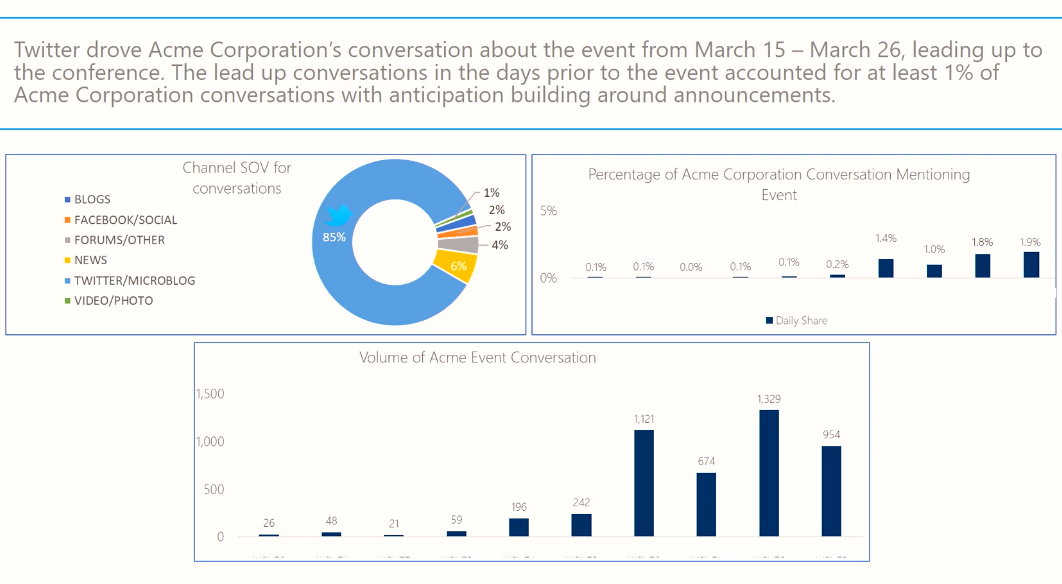 Twitter drove Acme Corporation's conversation about the event from March 15 – March 26, leading up to
the conference. The lead up conversations in the days prior to the event accounted for at least 1% of
Acme Corporation conversations with anticipation building around announcements.
Channel SOV for
conversations
BLOGS
FACEBOOK/SOCIAL
FORUMS/OTHER
NEWS
TWITTER/MICROBLOG
VIDEO/PHOTO
85%
1%
2%
2%
4%
6%
Percentage of Acme Corporation Conversation Mentioning
Event
5%
0%
0.1%
0.1%
0.0%
0.1%
0.1%
0.2%
1.4%
1.0%
1.8%
1.9%
Daily Share
Volume of Acme Event Conversation
1,500
1,000
500
0
26
48
21
59
196
242
1,121
674
1,329
954